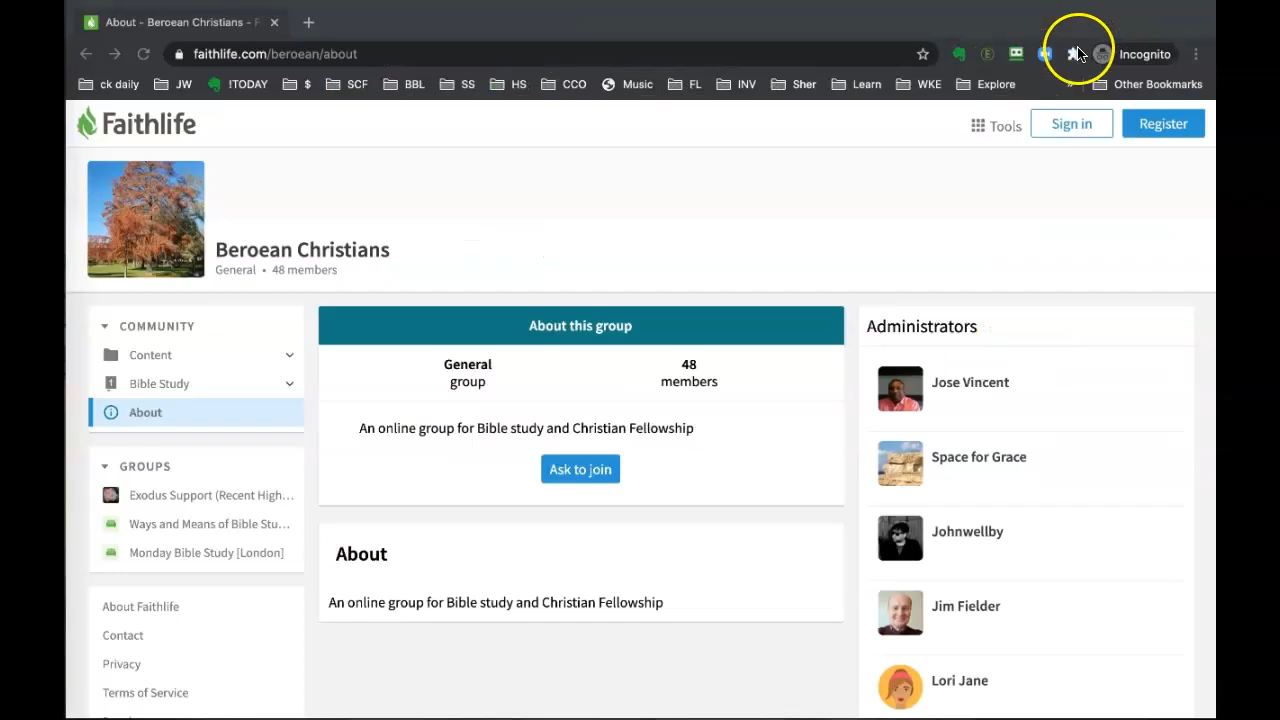 About - Beroean Christians - F
faithlife.com/beroean/about
Incognito
ck daily JW !TODAY $ SCF BBL SS HS CCO Music FL INV Sher Learn WKE Explore » Other Bookmarks
Faithlife
Tools Sign in Register
Beroean Christians
General • 48 members
COMMUNITY
Content
Bible Study
About
GROUPS
Exodus Support (Recent High...
Ways and Means of Bible Stu...
Monday Bible Study [London]
About Faithlife
Contact
Privacy
Terms of Service
About this group
General 48
group members
An online group for Bible study and Christian Fellowship
Ask to join
About
An online group for Bible study and Christian Fellowship
Administrators
Jose Vincent
Space for Grace
Johnwellby
Jim Fielder
Lori Jane